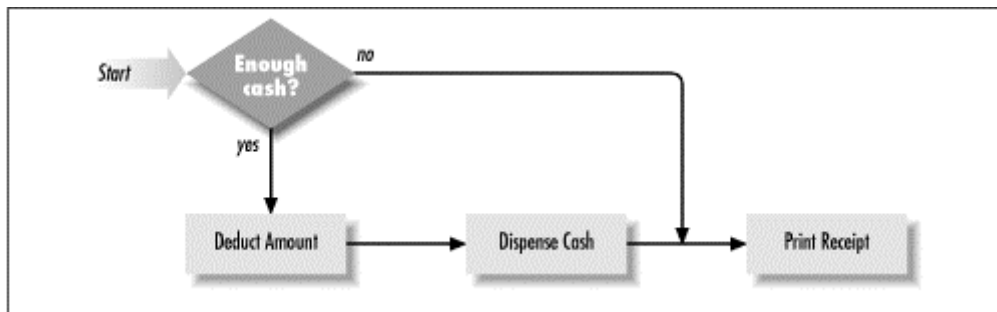 Start
Enough
cash?
no
yes
Deduct Amount
Dispense Cash
Print Receipt